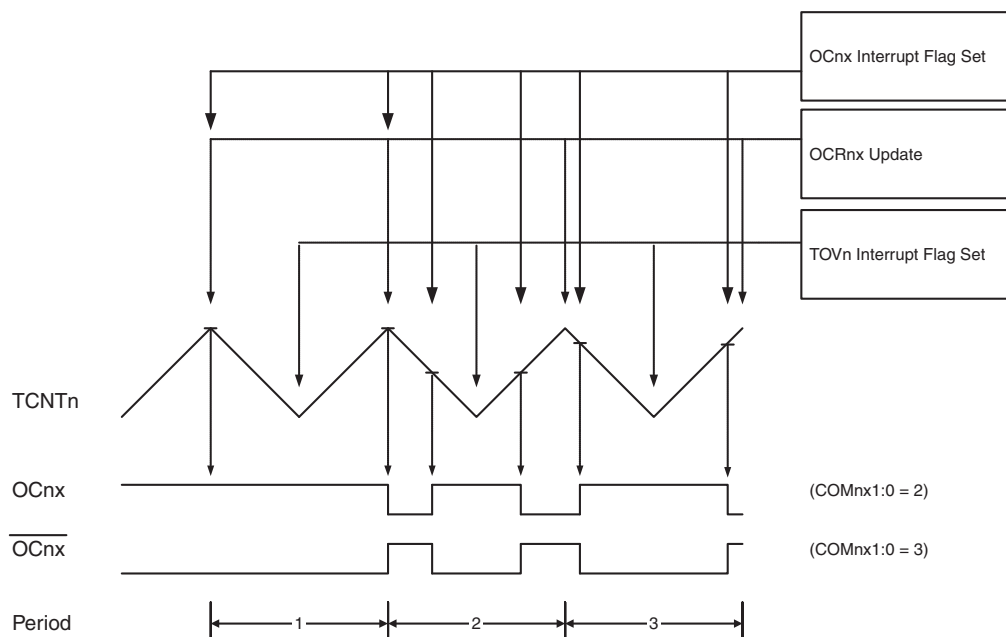 OCnx Interrupt Flag Set
OCRnx Update
TOVn Interrupt Flag Set
TCNTn
OCnx
(COMnx1:0 = 2)
OCnx
(COMnx1:0 = 3)
Period
1
2
3